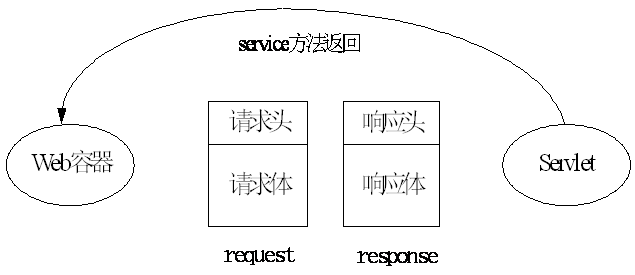 service方法返回
请求头
响应头
Web容器
请求体
响应体
Servlet
request
response